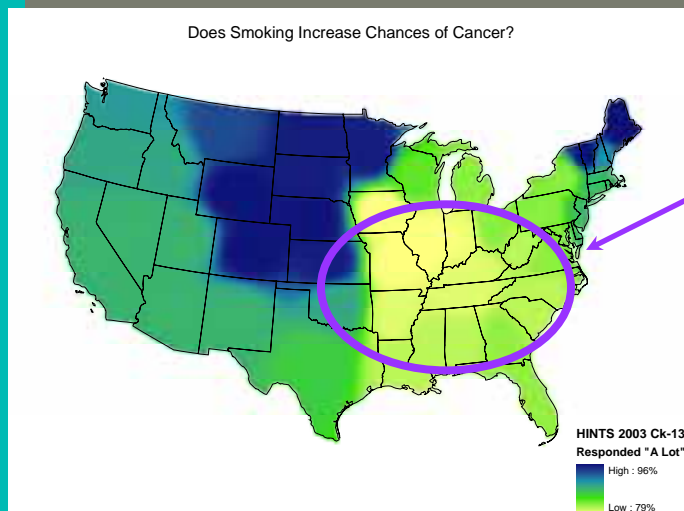 Does Smoking Increase Chances of Cancer?
HINTS 2003 Ck-13
Responded "A Lot"
High : 96%
Low : 79%